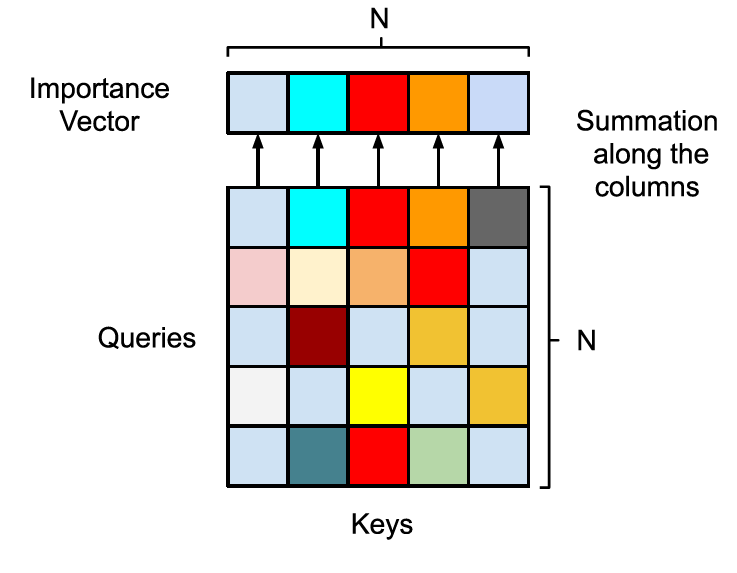 N
Importance
Vector
Summation
along the
columns
Queries
N
Keys